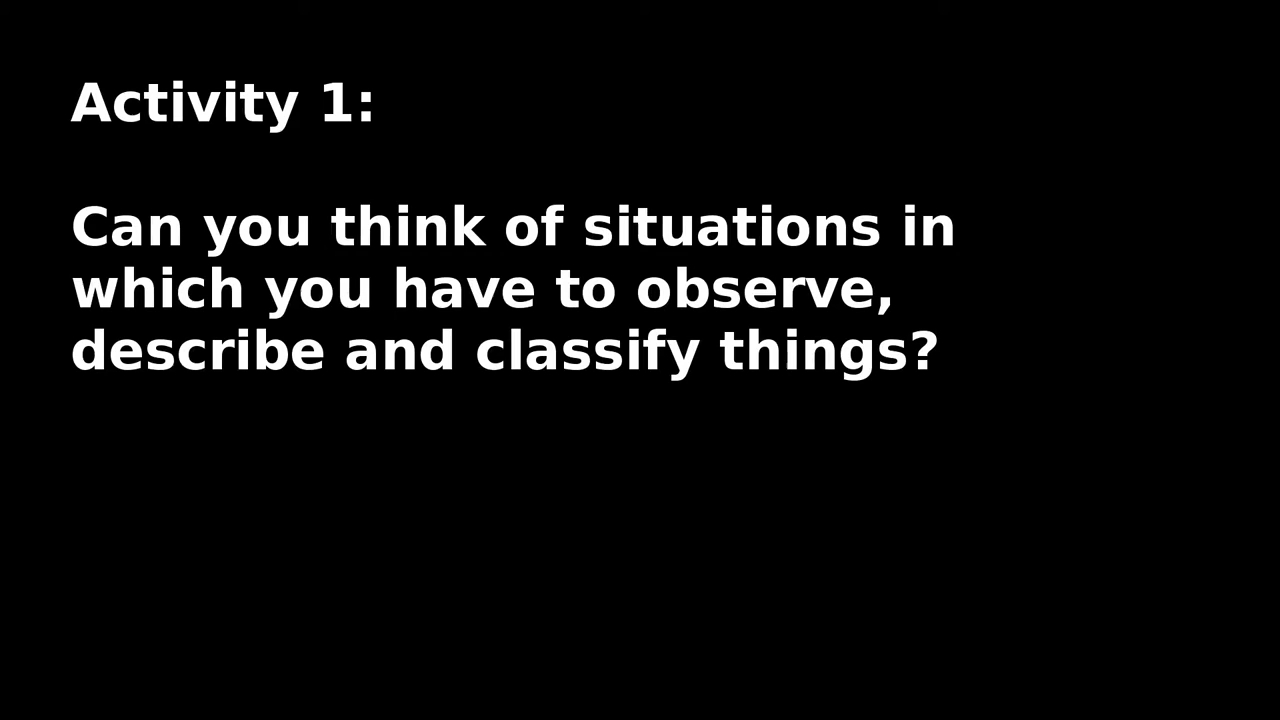 Activity 1:
Can you think of situations in
which you have to observe,
describe and classify things?